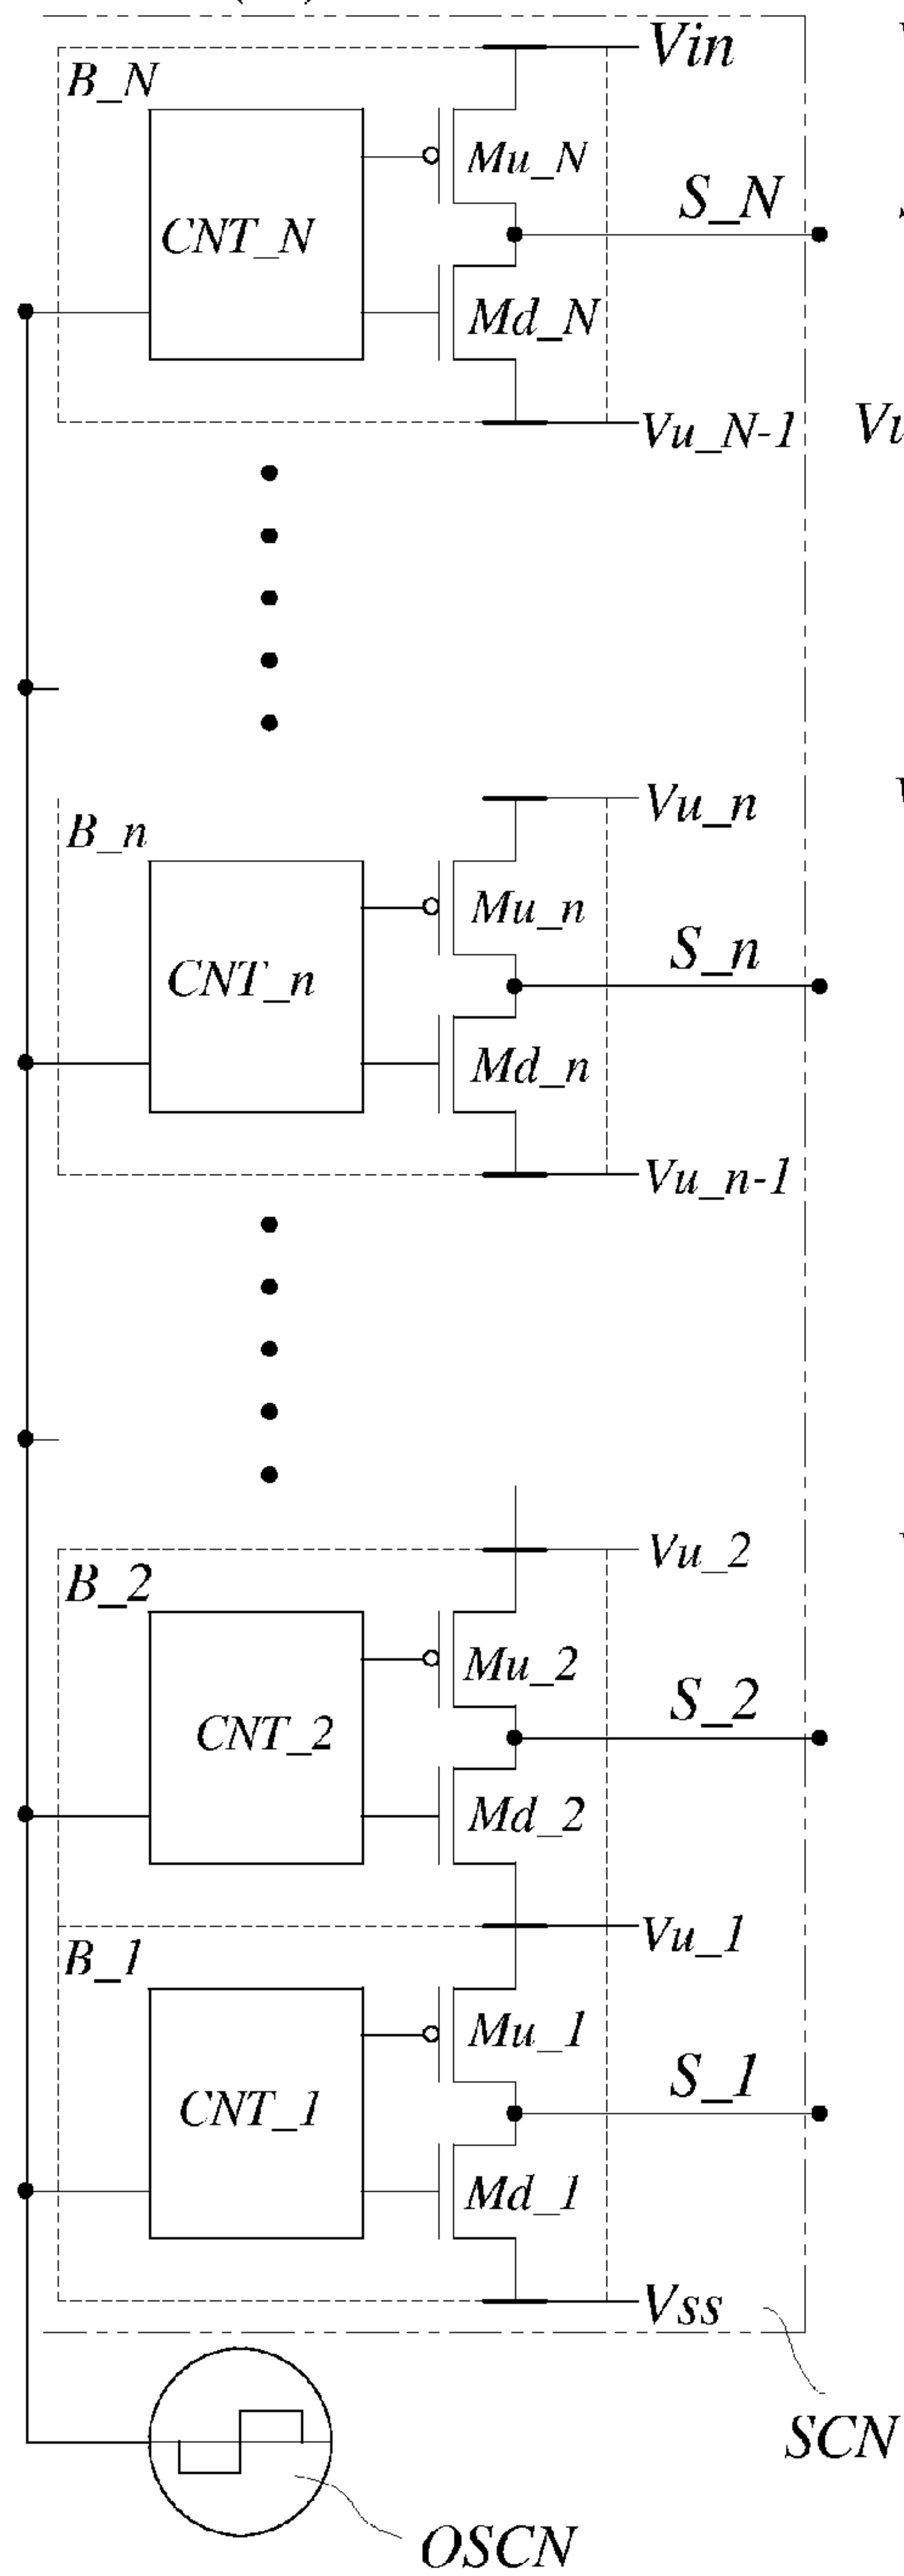 Vin
B_N
Mu_N
S_N
CNT_N
Md_N
Vu_N-1
Vu_n
B_n
Mu_n
S_n
CNT_n
Md_n
Vu_n-1
Vu_2
B_2
Mu_2
S_2
CNT_2
Md_2
Vu_1
B_1
Mu_1
S_1
CNT_1
Md_1
Vss
SCN
OSCN